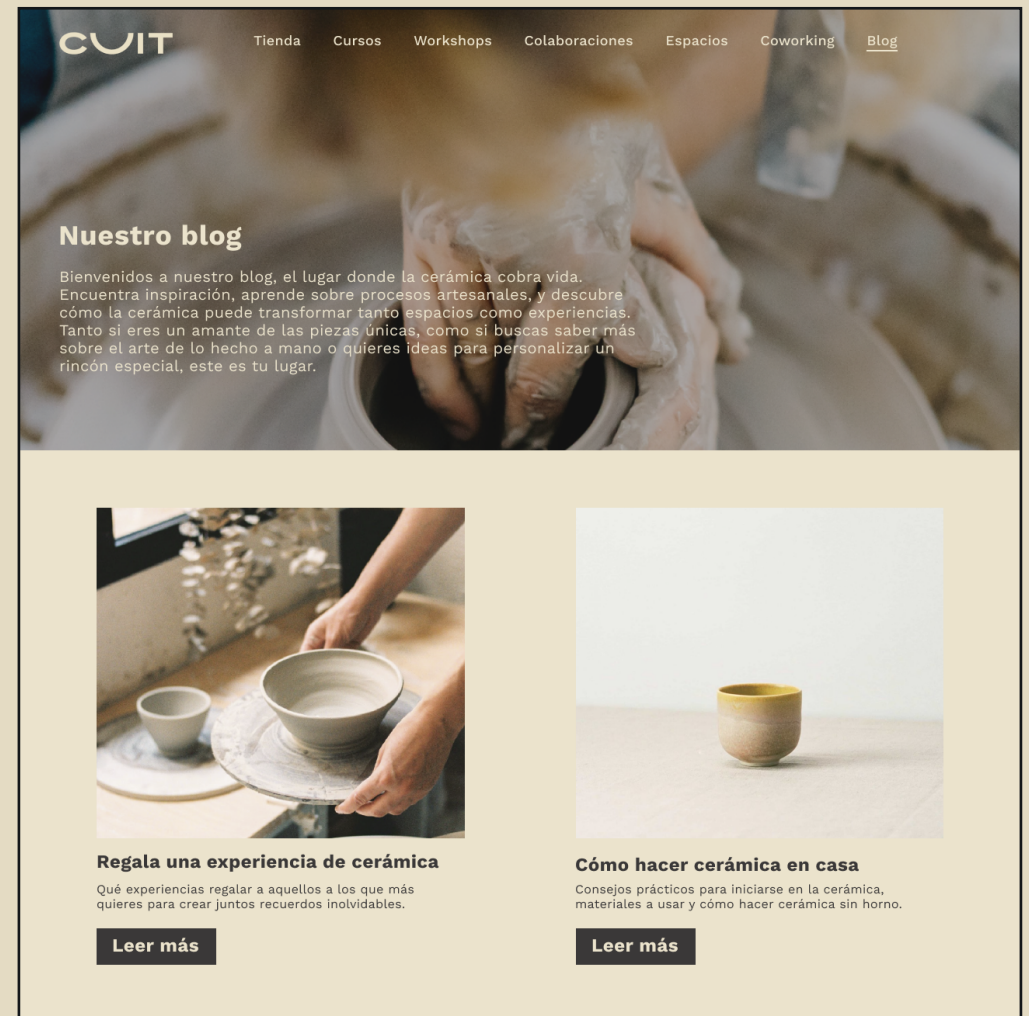 CUIT
Tienda Cursos Workshops Colaboraciones Espacios Coworking Blog
Nuestro blog
Bienvenidos a nuestro blog, el lugar donde la cerámica cobra vida.
Encuentra inspiración, aprende sobre procesos artesanales, y descubre
cómo la cerámica puede transformar tanto espacios como experiencias.
Tanto si eres un amante de las piezas únicas, como si buscas saber más
sobre el arte de lo hecho a mano o quieres ideas para personalizar un
rincón especial, este es tu lugar.
Regala una experiencia de cerámica
Qué experiencias regalar a aquellos a los que más
quieres para crear juntos recuerdos inolvidables.
Leer más
Cómo hacer cerámica en casa
Consejos prácticos para iniciarse en la cerámica,
materiales a usar y cómo hacer cerámica sin horno.
Leer más